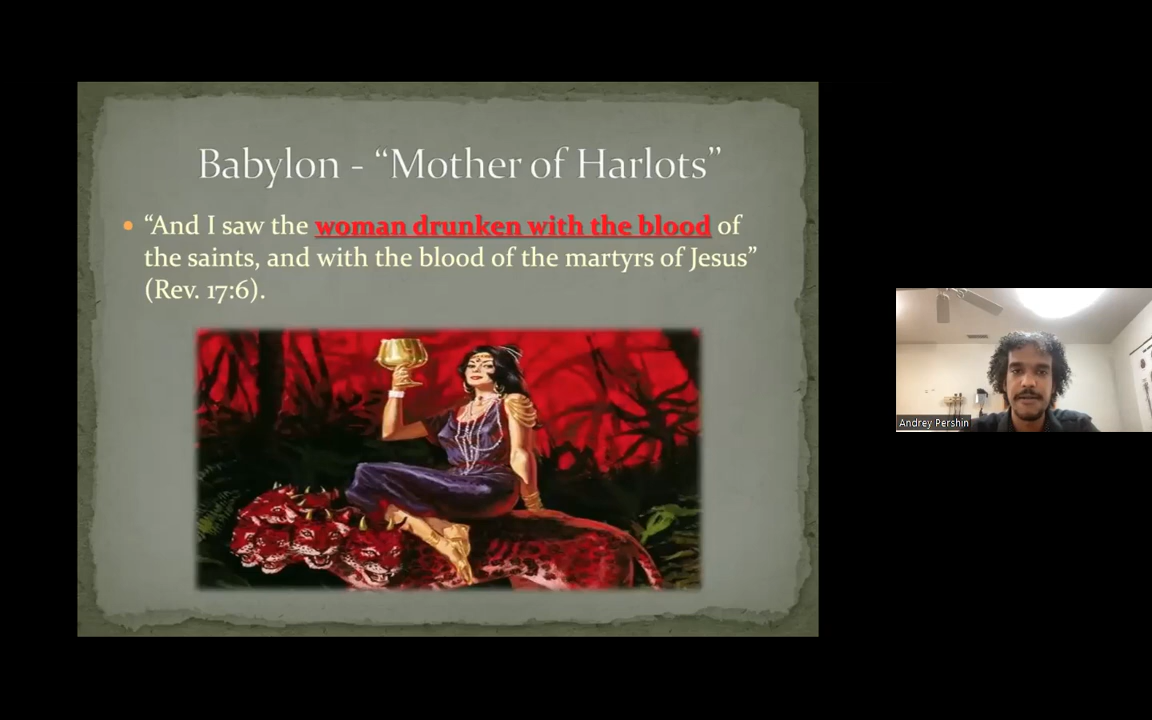 Babylon - “Mother of Harlots”
“And I saw the woman drunken with the blood of
the saints, and with the blood of the martyrs of Jesus”
(Rev. 17:6).
Andrey Pershin